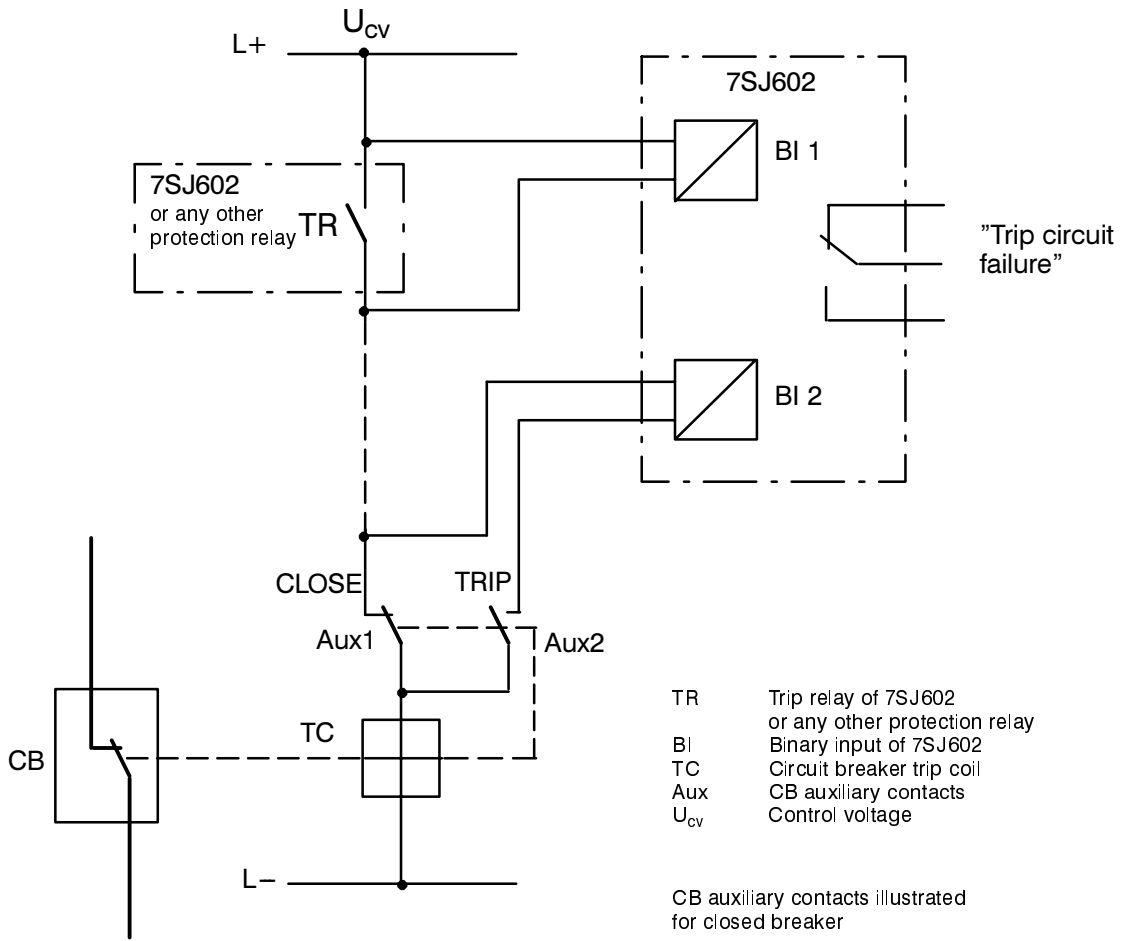 U_cv
L+
7SJ602
BI 1
7SJ602
or any other
protection relay
TR
"Trip circuit
failure"
BI 2
CLOSE
TRIP
Aux1
Aux2
TC
CB
L−
TR Trip relay of 7SJ602
or any other protection relay
BI Binary input of 7SJ602
TC Circuit breaker trip coil
Aux CB auxiliary contacts
U_cv Control voltage
CB auxiliary contacts illustrated
for closed breaker